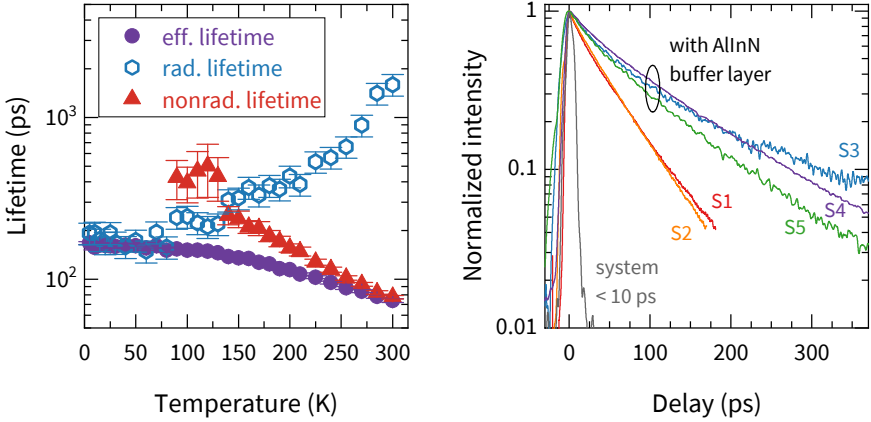 eff. lifetime
rad. lifetime
nonrad. lifetime
Lifetime (ps)
10³
10²
0 50 100 150 200 250 300
Temperature (K)
Normalized intensity
1
0.1
0.01
with AlInN
buffer layer
S3
S1
S4
S2
S5
system
< 10 ps
0 100 200 300
Delay (ps)